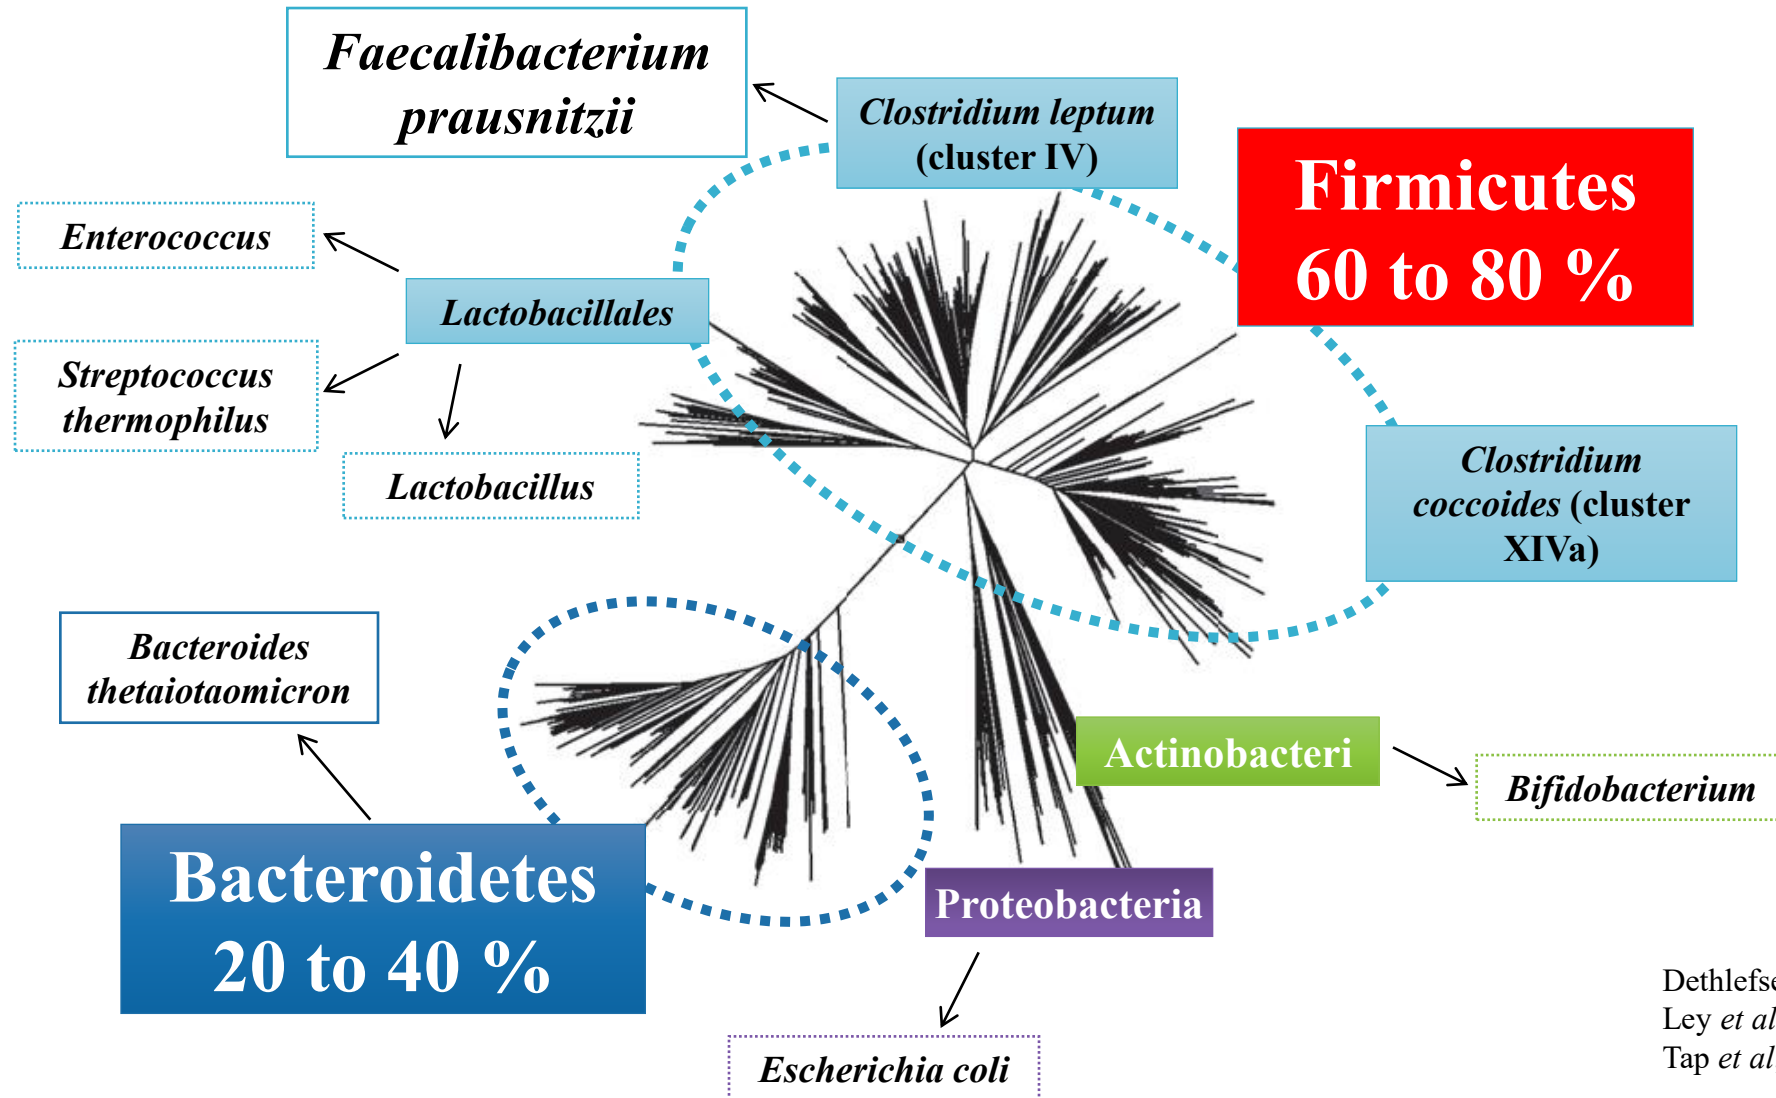 Faecalibacterium
prausnitzii
Clostridium leptum
(cluster IV)
Firmicutes
60 to 80 %
Enterococcus
Lactobacillales
Streptococcus
thermophilus
Lactobacillus
Clostridium
coccoides (cluster
XIVa)
Bacteroides
thetaiotaomicron
Actinobacteri
Bifidobacterium
Bacteroidetes
20 to 40 %
Proteobacteria
Escherichia coli
Dethlefse
Ley et al
Tap et al